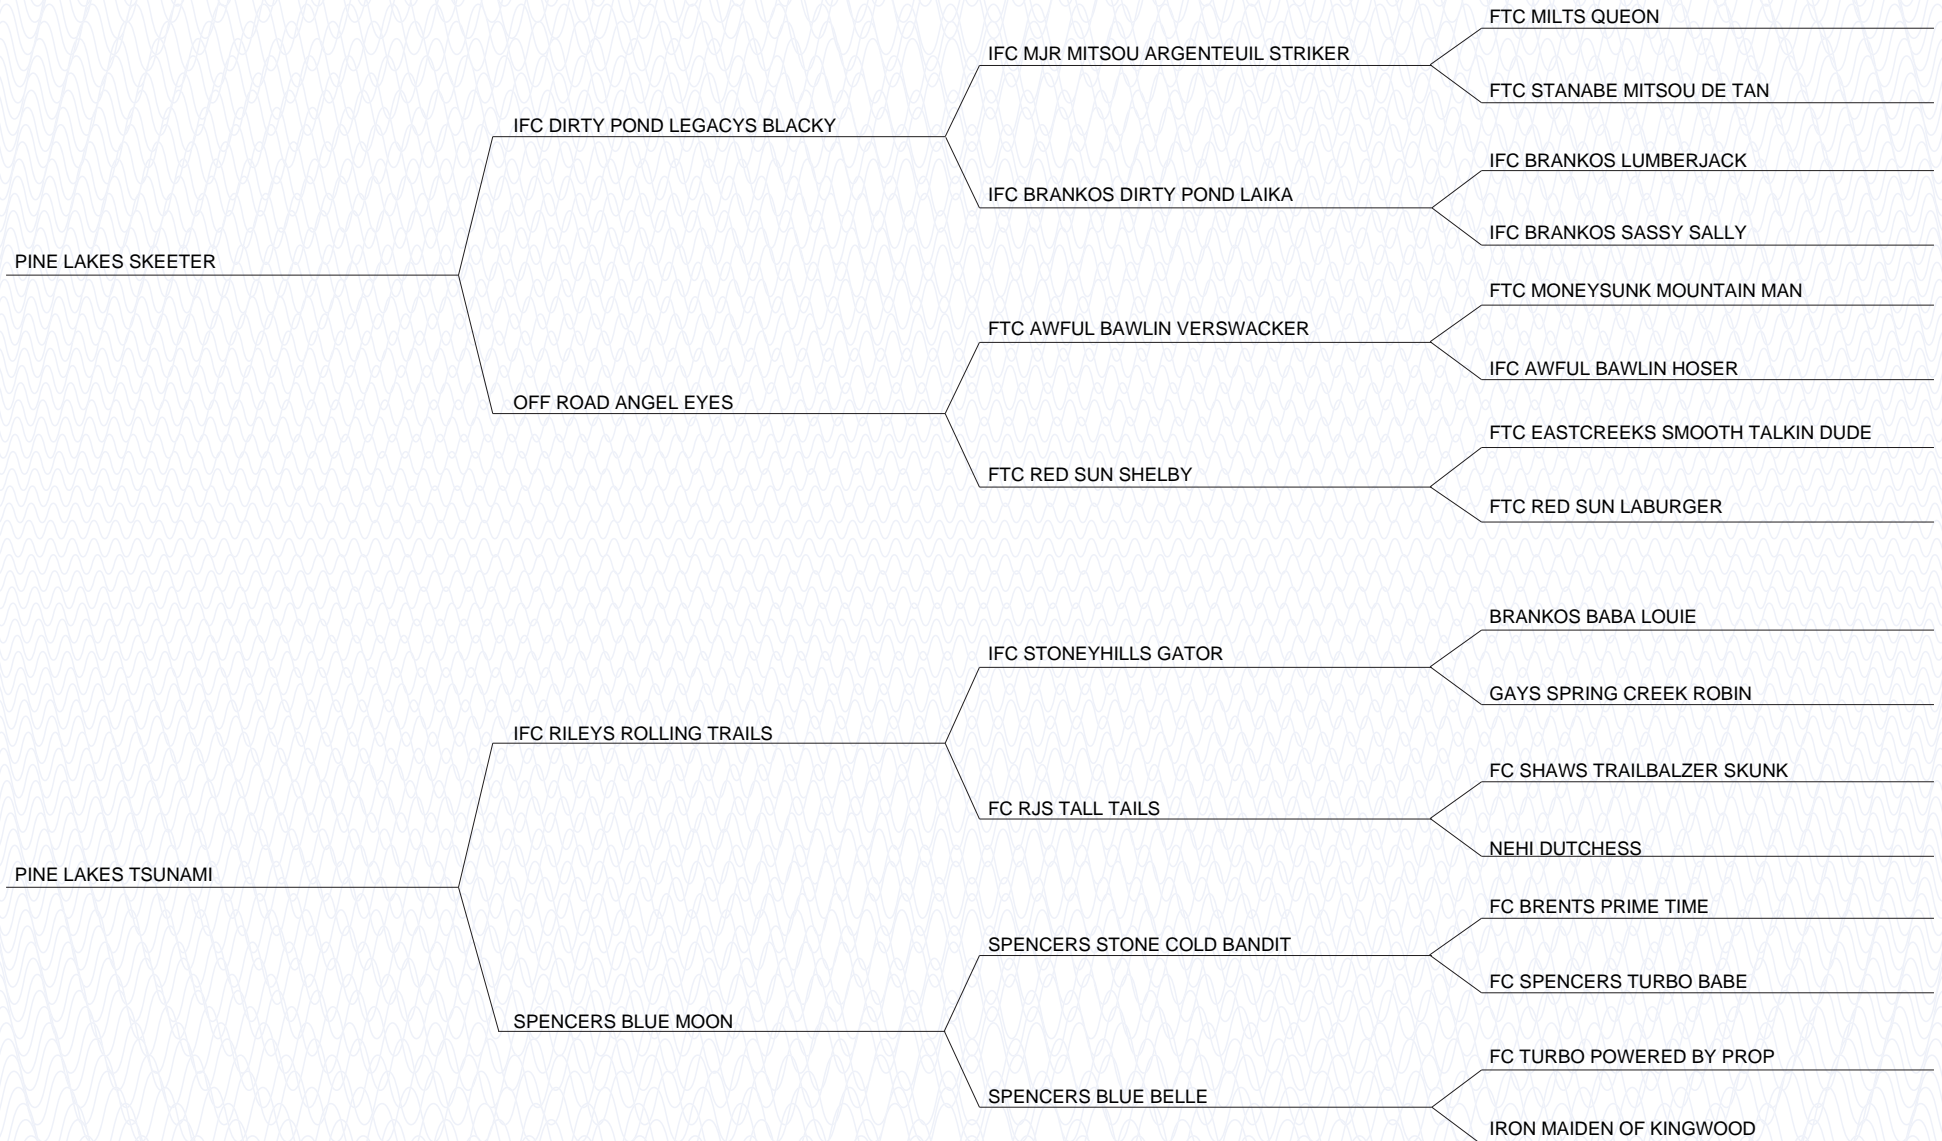 FTC MILTS QUEON
IFC MJR MITSOU ARGENTEUIL STRIKER
FTC STANABE MITSOU DE TAN
IFC DIRTY POND LEGACYS BLACKY
IFC BRANKOS LUMBERJACK
IFC BRANKOS DIRTY POND LAIKA
IFC BRANKOS SASSY SALLY
PINE LAKES SKEETER
FTC MONEYSUNK MOUNTAIN MAN
FTC AWFUL BAWLIN VERSWACKER
IFC AWFUL BAWLIN HOSER
OFF ROAD ANGEL EYES
FTC EASTCREEKS SMOOTH TALKIN DUDE
FTC RED SUN SHELBY
FTC RED SUN LABURGER
BRANKOS BABA LOUIE
IFC STONEYHILLS GATOR
GAYS SPRING CREEK ROBIN
IFC RILEYS ROLLING TRAILS
FC SHAWS TRAILBALZER SKUNK
FC RJS TALL TAILS
NEHI DUTCHESS
PINE LAKES TSUNAMI
FC BRENTS PRIME TIME
SPENCERS STONE COLD BANDIT
FC SPENCERS TURBO BABE
SPENCERS BLUE MOON
FC TURBO POWERED BY PROP
SPENCERS BLUE BELLE
IRON MAIDEN OF KINGWOOD